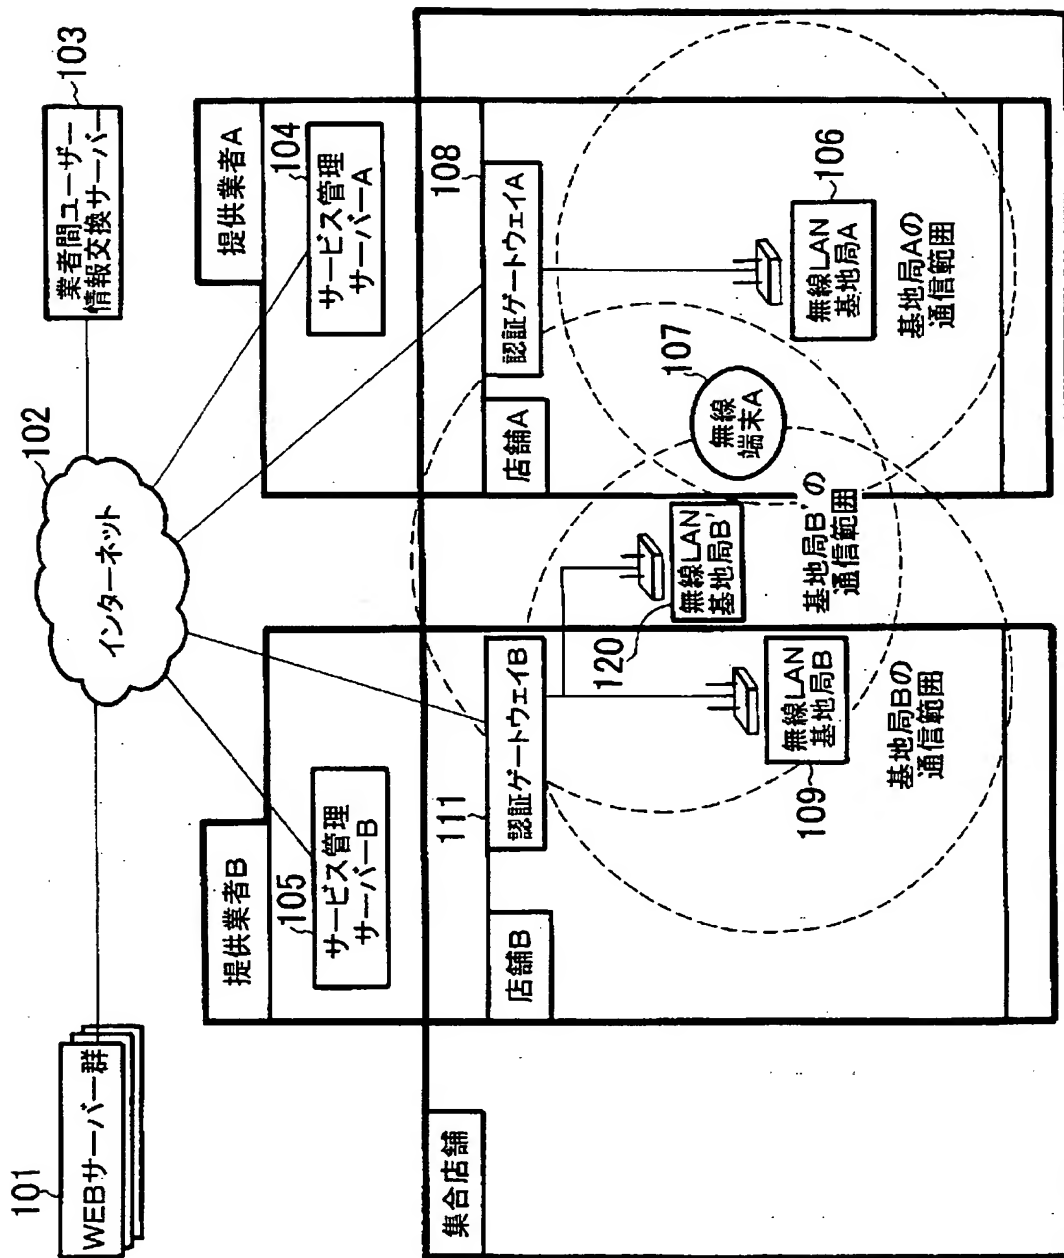 101
WEBサーバー群
102
インターネット
業者間ユーザー
情報交換サーバー
103
提供業者B
105
サービス管理
サーバーB
提供業者A
サービス管理
サーバーA
104
集合店舗
店舗B
111
認証ゲートウェイB
店舗A
認証ゲートウェイA
108
120
無線LAN
基地局B'
無線LAN
基地局B
109
基地局Bの
通信範囲
基地局B'の
通信範囲
107
無線
端末A
無線LAN
基地局A
106
基地局Aの
通信範囲